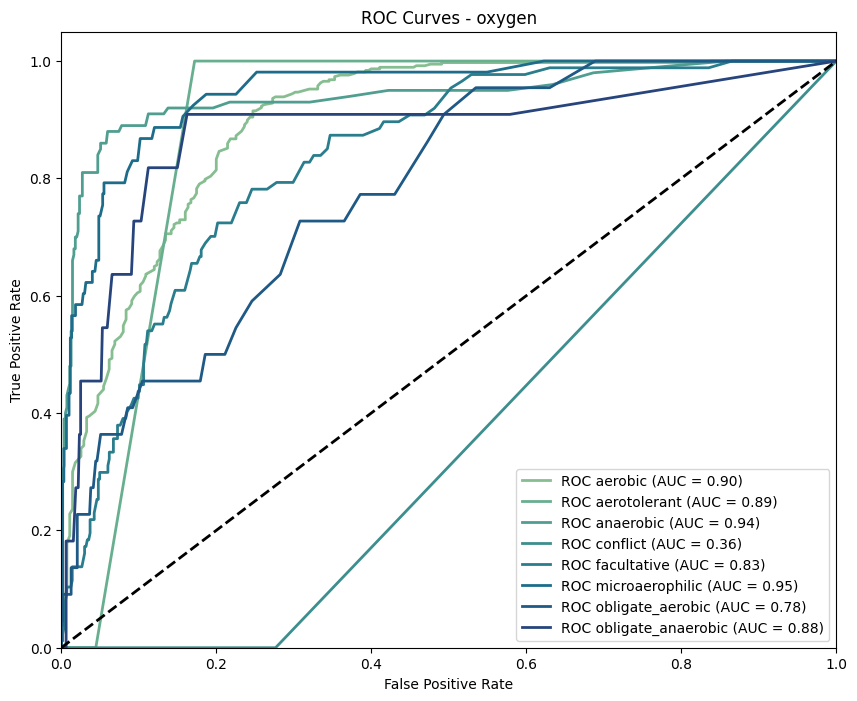 ROC Curves - oxygen
True Positive Rate
1.0
0.8
0.6
0.4
0.2
0.0
ROC aerobic (AUC = 0.90)
ROC aerotolerant (AUC = 0.89)
ROC anaerobic (AUC = 0.94)
ROC conflict (AUC = 0.36)
ROC facultative (AUC = 0.83)
ROC microaerophilic (AUC = 0.95)
ROC obligate_aerobic (AUC = 0.78)
ROC obligate_anaerobic (AUC = 0.88)
0.0 0.2 0.4 0.6 0.8 1.0
False Positive Rate